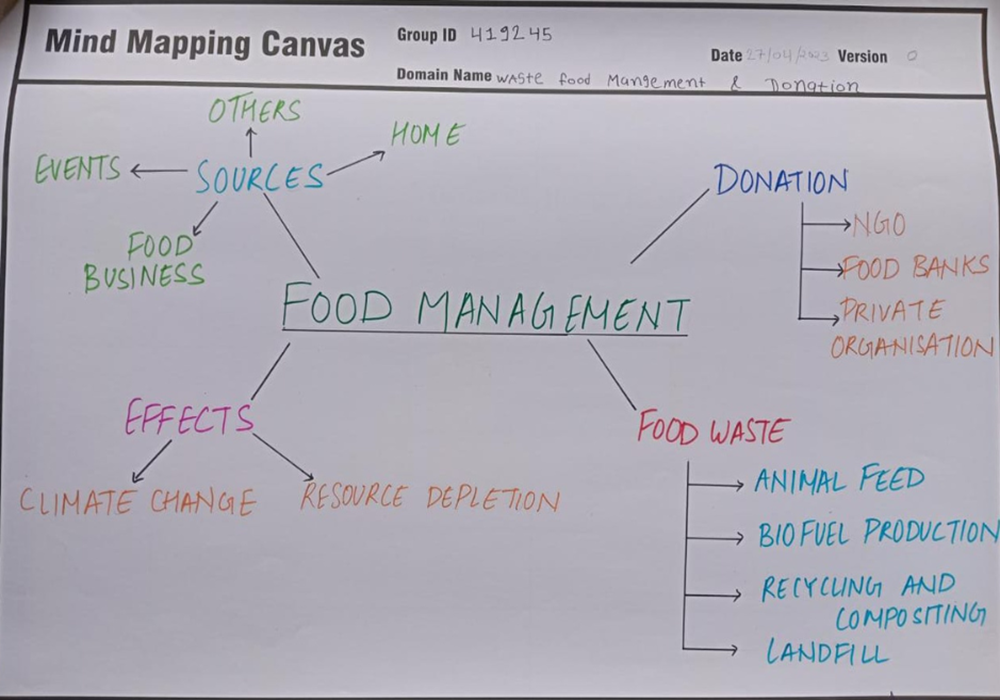 Mind Mapping Canvas
Group ID 419245
Date 27/04/2023 Version 0
Domain Name waste food Mangement & Donation
OTHERS
HOME
EVENTS
SOURCES
FOOD
BUSINESS
DONATION
NGO
FOOD BANKS
PRIVATE
ORGANISATION
FOOD MANAGEMENT
EFFECTS
CLIMATE CHANGE
RESOURCE DEPLETION
FOOD WASTE
ANIMAL FEED
BIOFUEL PRODUCTION
RECYCLING AND
COMPOSITING
LANDFILL